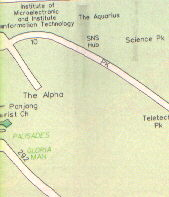 Institute of
Microelectronic
and Institute
Information Technology
The Aquarius
10
SNS
Hub
Science Pk
PK
The Alpha
Panjang
rist Ch
Teletech
Pk
PALISADES
GLORIA
MAN
292